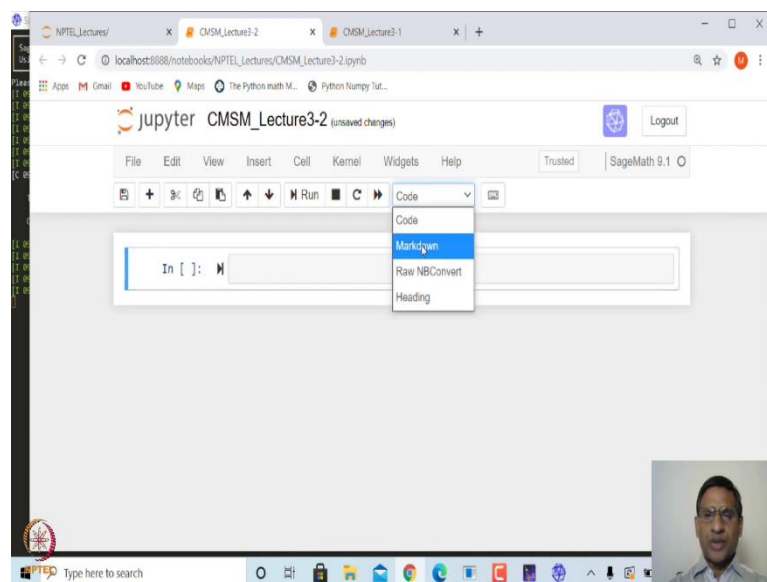 NPTEL_Lectures/ x CMSM_Lecture3-2 x CMSM_Lecture3-1 x +
localhost:8888/notebooks/NPTEL_Lectures/CMSM_Lecture3-2.ipynb
Apps M Gmail YouTube Maps The Python math M... Python Numpy Tut...
M
jupyter CMSM_Lecture3-2 (unsaved changes) Logout
File Edit View Insert Cell Kernel Widgets Help Trusted SageMath 9.1
Run Code
Code
Markdown
In [ ]:
Raw NBConvert
Heading
Type here to search